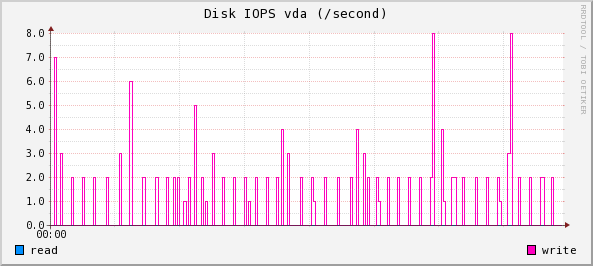 Disk IOPS vda (/second)
RRDTOOL / TOBI OETIKER
8.0
7.0
6.0
5.0
4.0
3.0
2.0
1.0
0.0
00:00
read
write